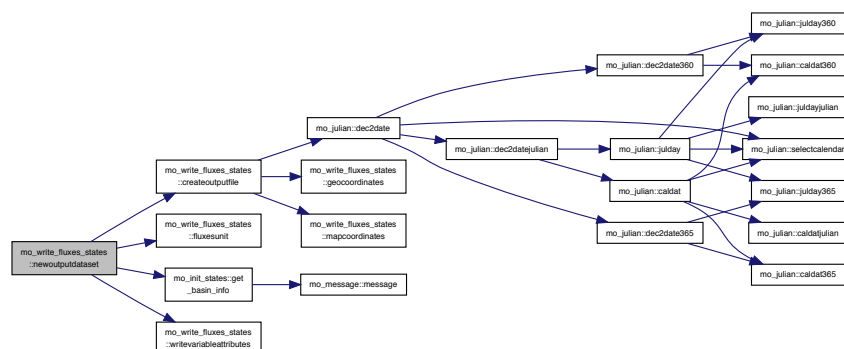 mo_write_fluxes_states
::newoutputdataset
mo_write_fluxes_states
::createoutputfile
mo_write_fluxes_states
::fluxesunit
mo_init_states::get
_basin_info
mo_write_fluxes_states
::writevariableattributes
mo_julian::dec2date
mo_write_fluxes_states
::geocoordinates
mo_write_fluxes_states
::mapcoordinates
mo_message::message
mo_julian::dec2datejulian
mo_julian::dec2date360
mo_julian::julday
mo_julian::caldat
mo_julian::dec2date365
mo_julian::julday360
mo_julian::caldat360
mo_julian::juldayjulian
mo_julian::selectcalendar
mo_julian::julday365
mo_julian::caldatjulian
mo_julian::caldat365